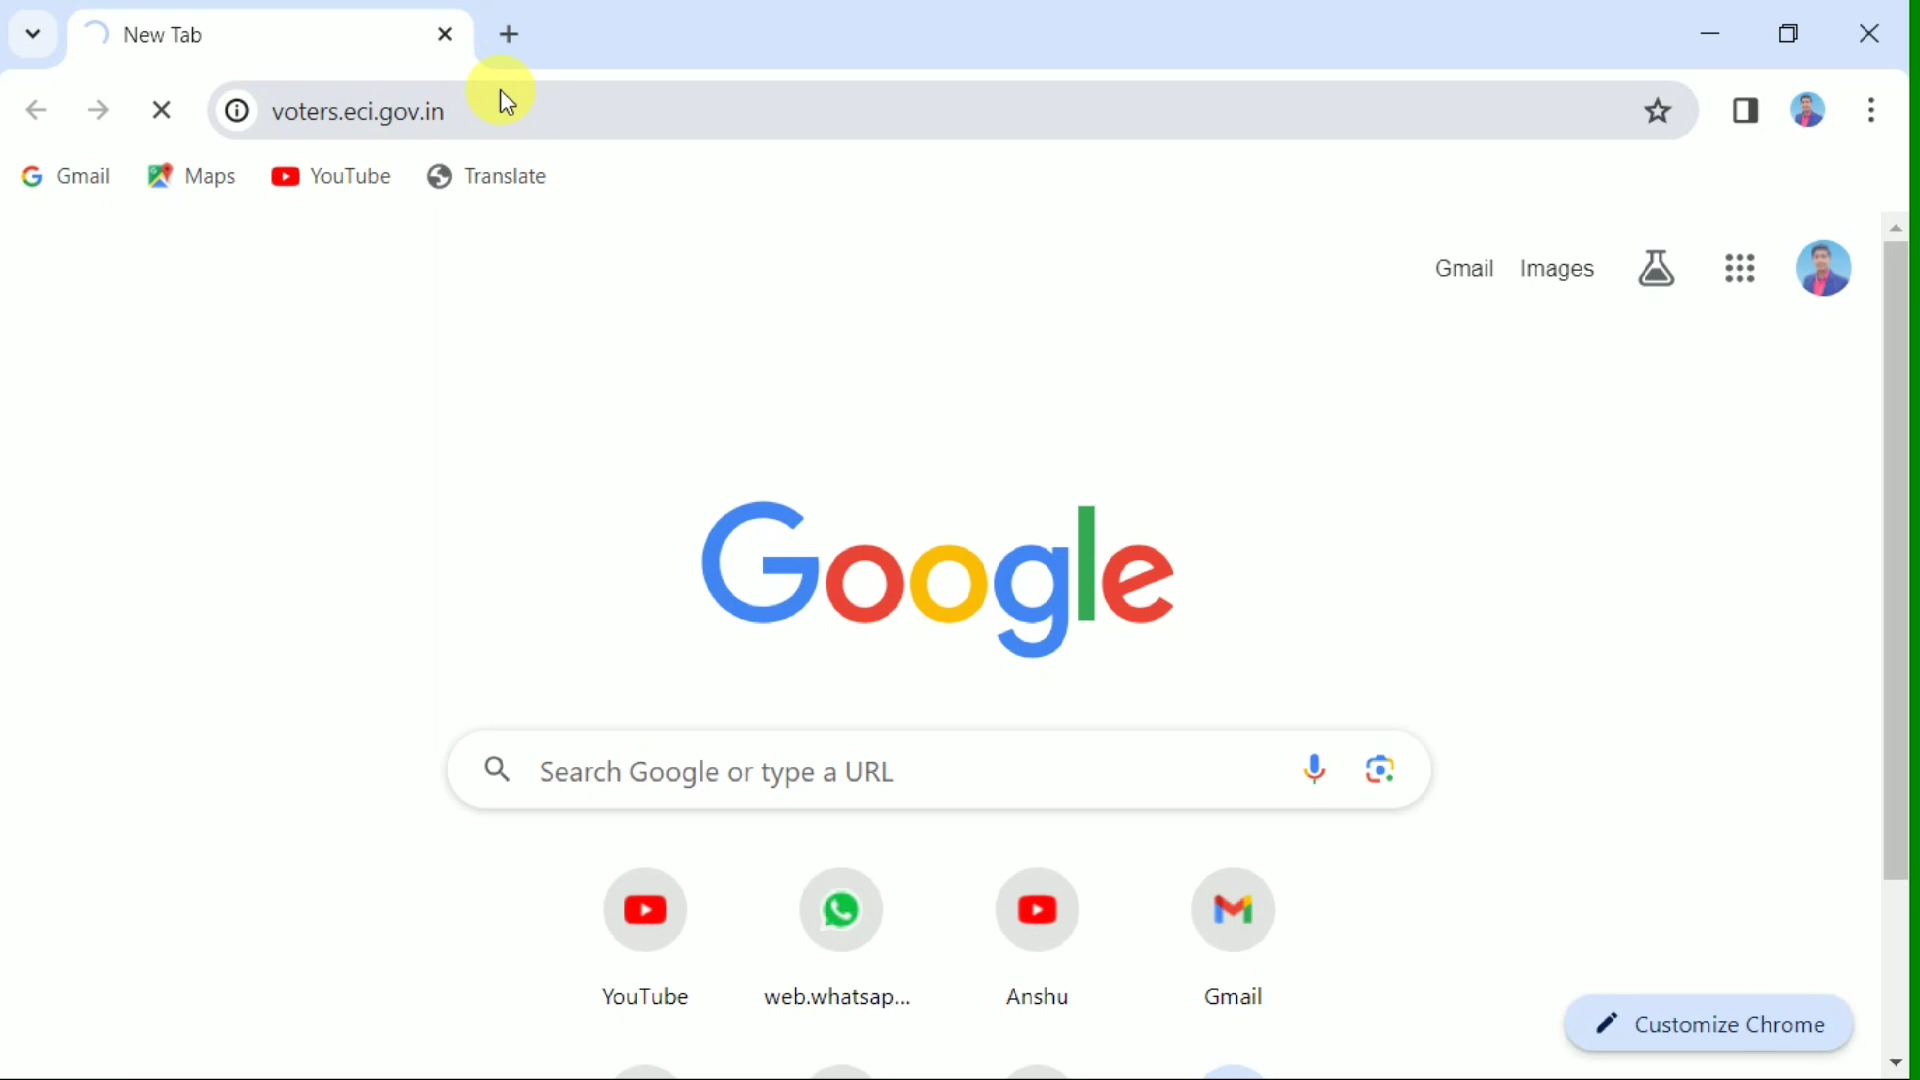 New Tab
voters.eci.gov.in
Gmail Maps YouTube Translate
Gmail Images
Google
Search Google or type a URL
YouTube web.whatsap... Anshu Gmail
Customize Chrome